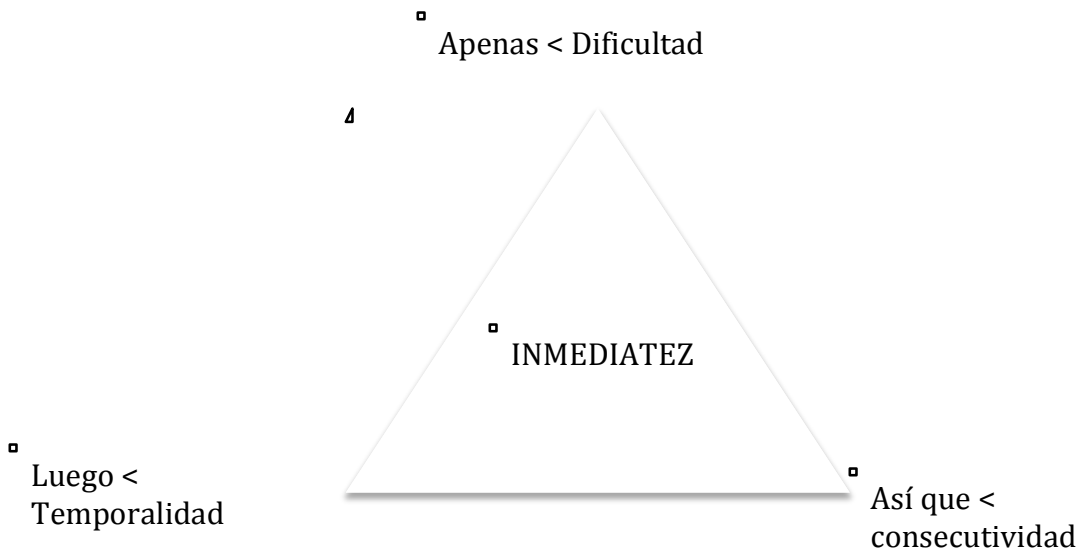 Apenas < Dificultad
INMEDIATEZ
Luego <
Temporalidad
Así que <
consecutividad